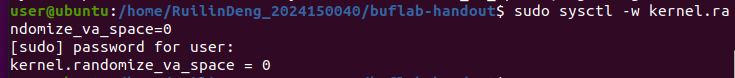 user@ubuntu:/home/RuilinDeng_2024150040/buflab-handout$ sudo sysctl -w kernel.ra
ndomize_va_space=0
[sudo] password for user:
kernel.randomize_va_space = 0